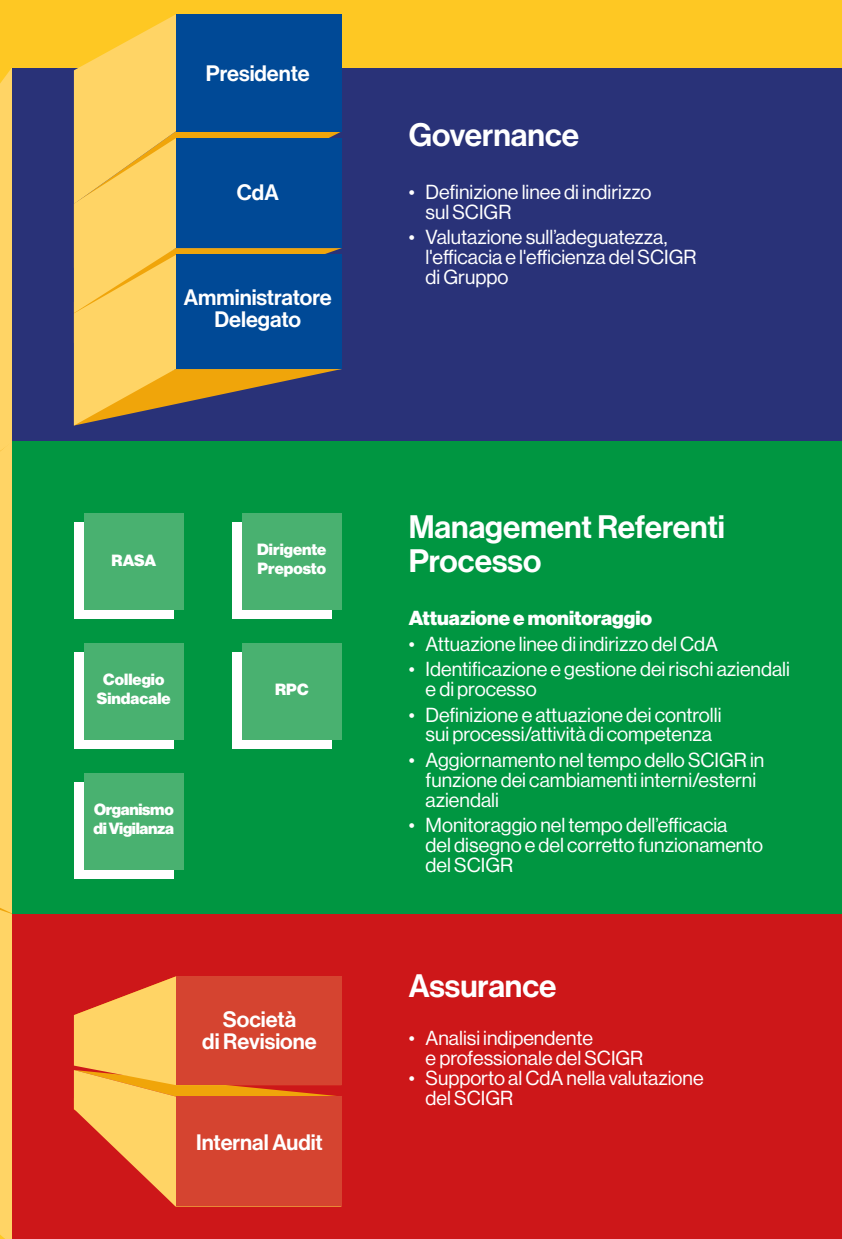 Presidente
CdA
Amministratore
Delegato
Governance
• Definizione linee di indirizzo
sul SCIGR
• Valutazione sull'adeguatezza,
l'efficacia e l'efficienza del SCIGR
di Gruppo
RASA
Dirigente
Preposto
Collegio
Sindacale
RPC
Organismo
di Vigilanza
Management Referenti
Processo
Attuazione e monitoraggio
• Attuazione linee di indirizzo del CdA
• Identificazione e gestione dei rischi aziendali
e di processo
• Definizione e attuazione dei controlli
sui processi/attività di competenza
• Aggiornamento nel tempo dello SCIGR in
funzione dei cambiamenti interni/esterni
aziendali
• Monitoraggio nel tempo dell'efficacia
del disegno e del corretto funzionamento
del SCIGR
Società
di Revisione
Internal Audit
Assurance
• Analisi indipendente
e professionale del SCIGR
• Supporto al CdA nella valutazione
del SCIGR